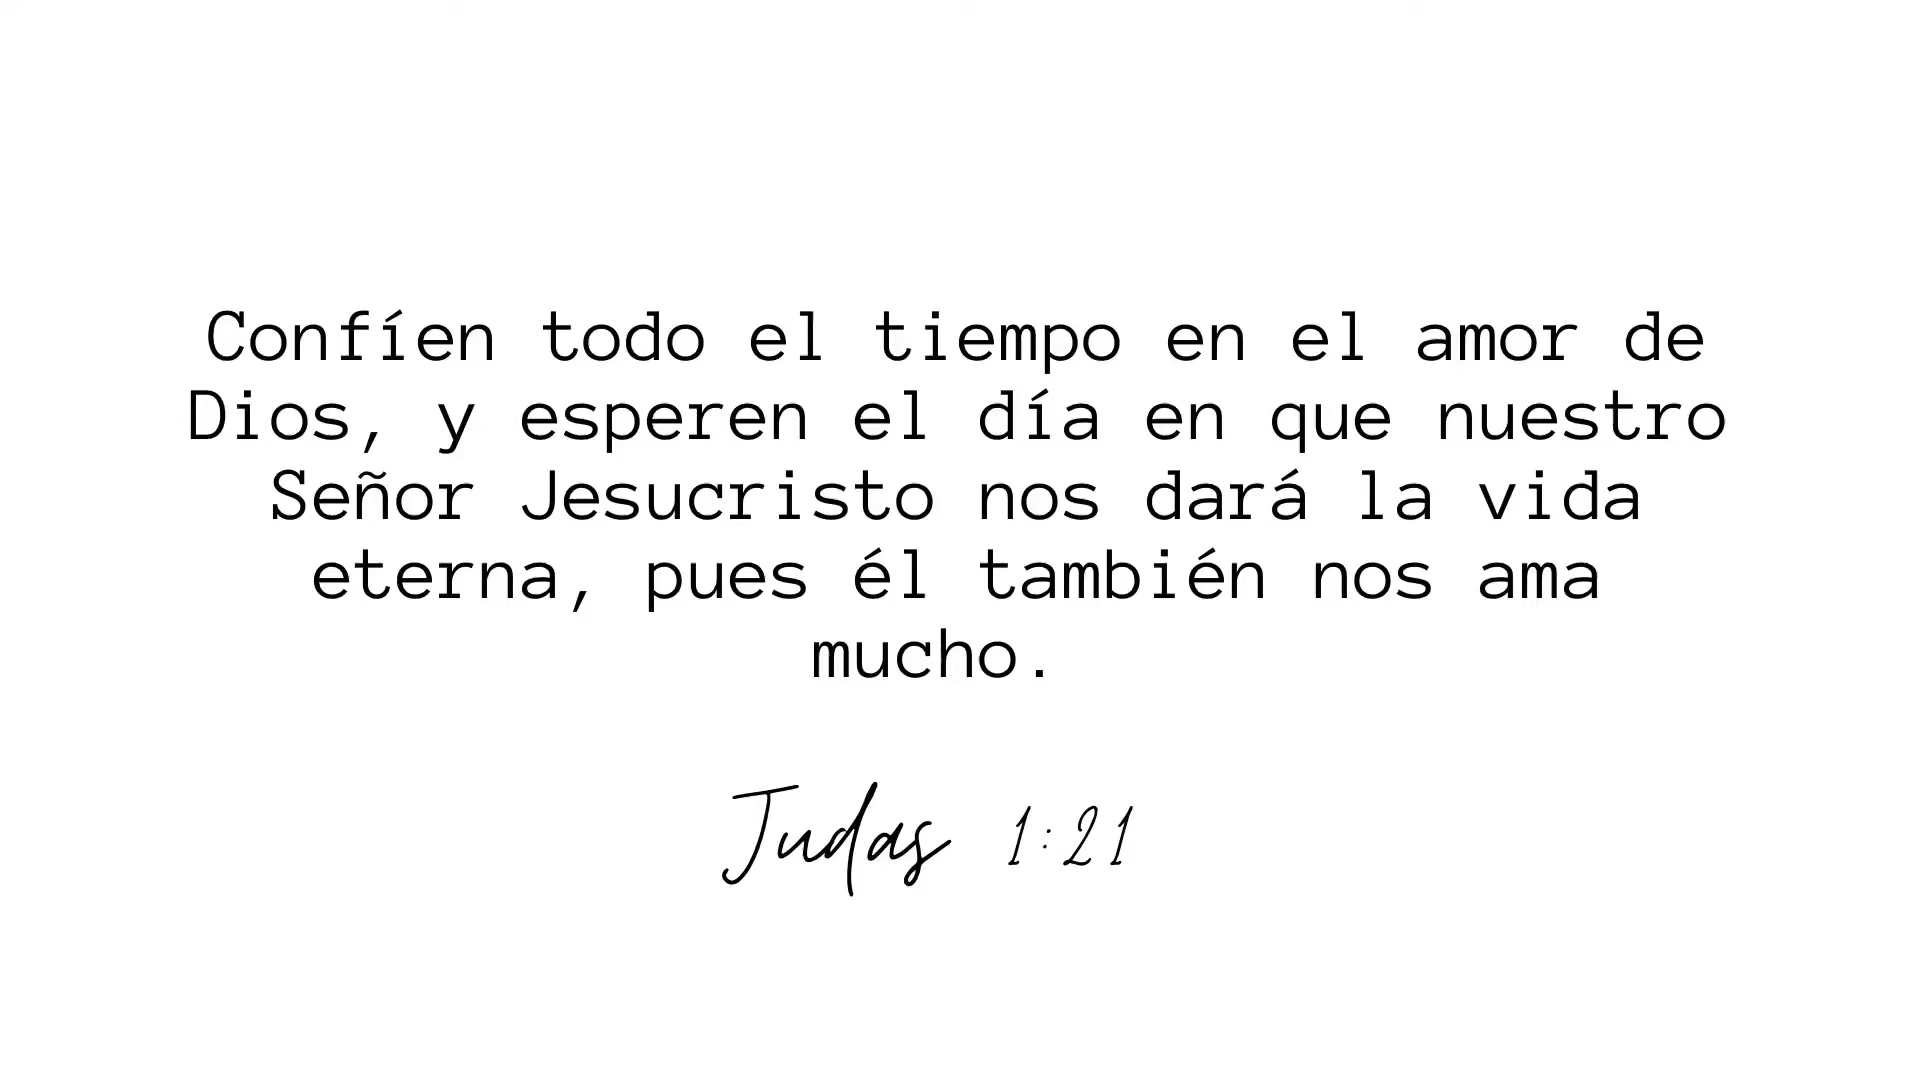 Confíen todo el tiempo en el amor de
Dios, y esperen el día en que nuestro
Señor Jesucristo nos dará la vida
eterna, pues él también nos ama
mucho.
Judas 1:21